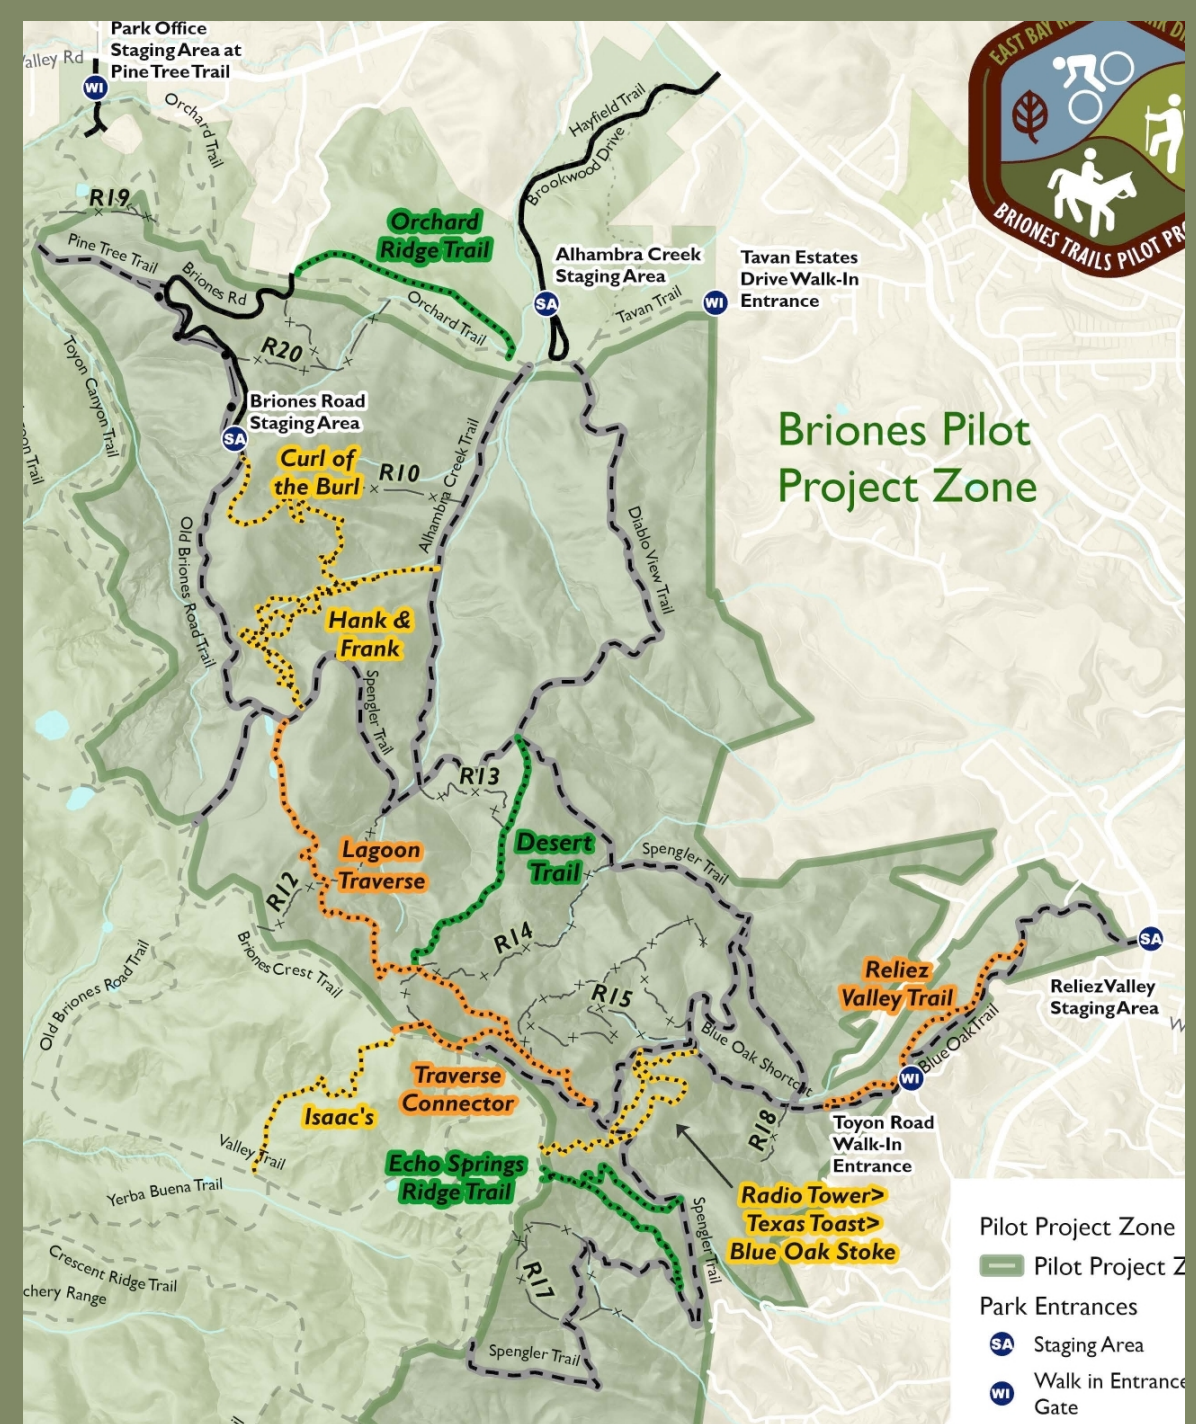 Park Office
Staging Area at
Pine Tree Trail
WI
Orchard Trail
Hayfield Trail
Brookwood Drive
EAST BAY
BRIONES TRAILS PILOT
R19
Pine Tree Trail
Briones Rd
Orchard
Ridge Trail
Orchard Trail
Alhambra Creek
Staging Area
SA
Tavan Trail
Tavan Estates
Drive Walk-In
Entrance
WI
R20
Toyon Canyon Trail
Briones Road
Staging Area
SA
Curl of
the Burl
R10
Alhambra Creek Trail
Briones Pilot
Project Zone
Old Briones Road Trail
Diablo View Trail
Hank &
Frank
Spengler Trail
R13
Lagoon
Traverse
Desert
Trail
Spengler Trail
R12
R14
Briones Crest Trail
Old Briones Road Trail
R15
Reliez
Valley Trail
SA
Reliez Valley
Staging Area
Blue Oak Trail
Blue Oak Shortcut
WI
Traverse
Connector
Isaac's
R18
Toyon Road
Walk-In
Entrance
Valley Trail
Yerba Buena Trail
Echo Springs
Ridge Trail
Radio Tower>
Texas Toast>
Blue Oak Stoke
Spengler Trail
Crescent Ridge Trail
chery Range
R17
Spengler Trail
Pilot Project Zone
Pilot Project Z
Park Entrances
SA Staging Area
WI Walk in Entrance
Gate